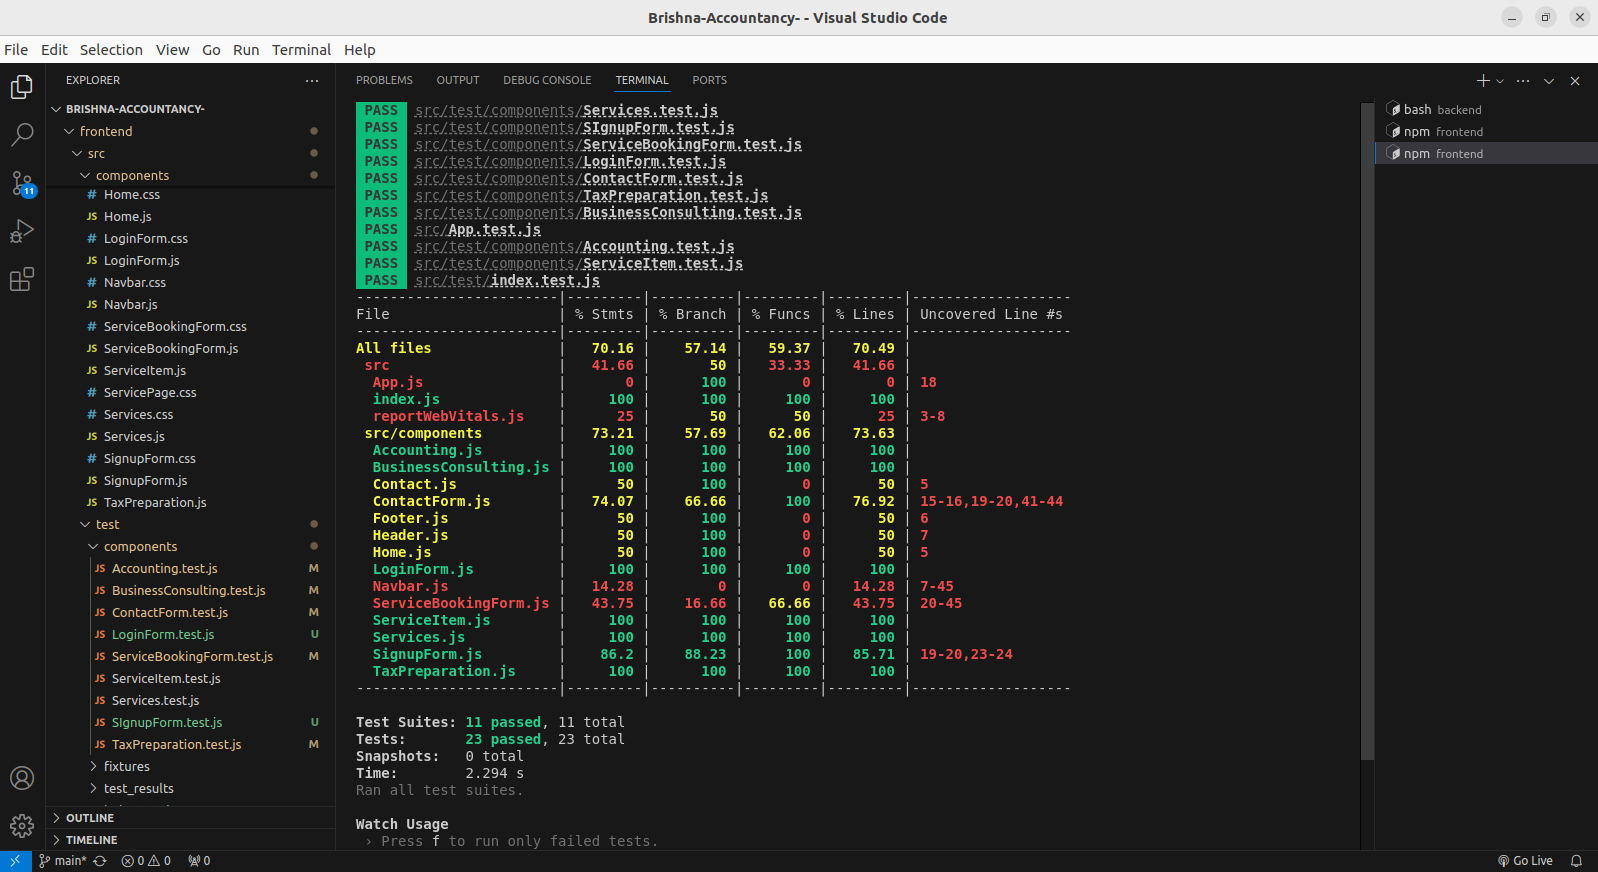 Brishna-Accountancy- - Visual Studio Code
File Edit Selection View Go Run Terminal Help
EXPLORER
BRISHNA-ACCOUNTANCY-
frontend
src
components
# Home.css
JS Home.js
# LoginForm.css
JS LoginForm.js
# Navbar.css
JS Navbar.js
# ServiceBookingForm.css
JS ServiceBookingForm.js
JS ServiceItem.js
# ServicePage.css
# Services.css
JS Services.js
# SignupForm.css
JS SignupForm.js
JS TaxPreparation.js
test
components
JS Accounting.test.js M
JS BusinessConsulting.test.js M
JS ContactForm.test.js M
JS LoginForm.test.js U
JS ServiceBookingForm.test.js M
JS ServiceItem.test.js
JS Services.test.js
JS SIgnupForm.test.js U
JS TaxPreparation.test.js M
fixtures
test_results
OUTLINE
TIMELINE
11
PROBLEMS OUTPUT DEBUG CONSOLE TERMINAL PORTS
PASS src/test/components/Services.test.js
PASS src/test/components/SIgnupForm.test.js
PASS src/test/components/ServiceBookingForm.test.js
PASS src/test/components/LoginForm.test.js
PASS src/test/components/ContactForm.test.js
PASS src/test/components/TaxPreparation.test.js
PASS src/test/components/BusinessConsulting.test.js
PASS src/App.test.js
PASS src/test/components/Accounting.test.js
PASS src/test/components/ServiceItem.test.js
PASS src/test/index.test.js
------------------------|---------|----------|---------|---------|-------------------
File | % Stmts | % Branch | % Funcs | % Lines | Uncovered Line #s
------------------------|---------|----------|---------|---------|-------------------
All files | 70.16 | 57.14 | 59.37 | 70.49 |
src | 41.66 | 50 | 33.33 | 41.66 |
App.js | 0 | 100 | 0 | 0 | 18
index.js | 100 | 100 | 100 | 100 |
reportWebVitals.js | 25 | 50 | 50 | 25 | 3-8
src/components | 73.21 | 57.69 | 62.06 | 73.63 |
Accounting.js | 100 | 100 | 100 | 100 |
BusinessConsulting.js | 100 | 100 | 100 | 100 |
Contact.js | 50 | 100 | 0 | 50 | 5
ContactForm.js | 74.07 | 66.66 | 100 | 76.92 | 15-16,19-20,41-44
Footer.js | 50 | 100 | 0 | 50 | 6
Header.js | 50 | 100 | 0 | 50 | 7
Home.js | 50 | 100 | 0 | 50 | 5
LoginForm.js | 100 | 100 | 100 | 100 |
Navbar.js | 14.28 | 0 | 0 | 14.28 | 7-45
ServiceBookingForm.js | 43.75 | 16.66 | 66.66 | 43.75 | 20-45
ServiceItem.js | 100 | 100 | 100 | 100 |
Services.js | 100 | 100 | 100 | 100 |
SignupForm.js | 86.2 | 88.23 | 100 | 85.71 | 19-20,23-24
TaxPreparation.js | 100 | 100 | 100 | 100 |
------------------------|---------|----------|---------|---------|-------------------
Test Suites: 11 passed, 11 total
Tests: 23 passed, 23 total
Snapshots: 0 total
Time: 2.294 s
Ran all test suites.
Watch Usage
› Press f to run only failed tests.
bash backend
npm frontend
npm frontend
main* 0 0 0
Go Live